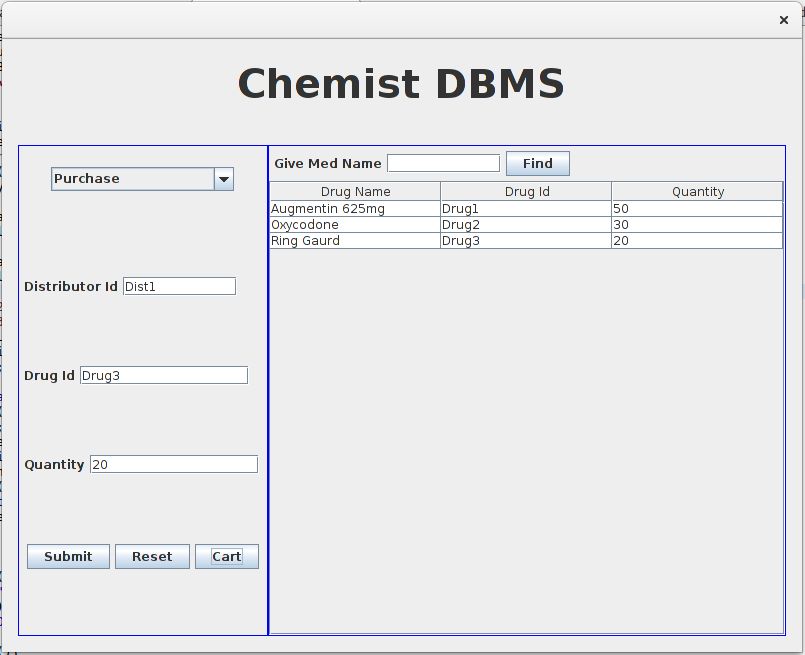 Chemist DBMS
Purchase
Distributor Id Dist1
Drug Id Drug3
Quantity 20
Submit Reset Cart
Give Med Name Find
Drug Name Drug Id Quantity
Augmentin 625mg Drug1 50
Oxycodone Drug2 30
Ring Gaurd Drug3 20